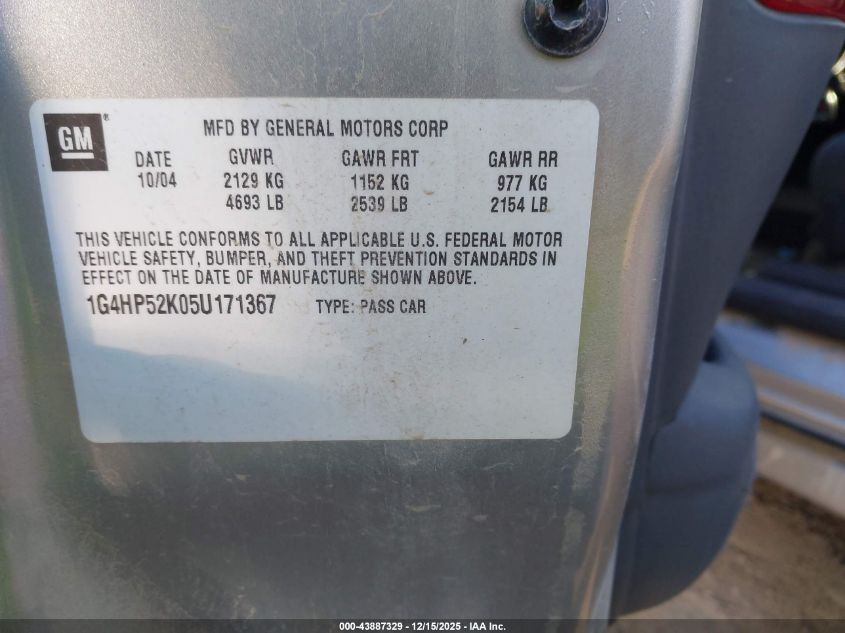 GM
MFD BY GENERAL MOTORS CORP
DATE GVWR GAWR FRT GAWR RR
10/04 2129 KG 1152 KG 977 KG
4693 LB 2539 LB 2154 LB
THIS VEHICLE CONFORMS TO ALL APPLICABLE U.S. FEDERAL MOTOR
VEHICLE SAFETY, BUMPER, AND THEFT PREVENTION STANDARDS IN
EFFECT ON THE DATE OF MANUFACTURE SHOWN ABOVE.
1G4HP52K05U171367 TYPE: PASS CAR
000-43887329 - 12/15/2025 - IAA Inc.